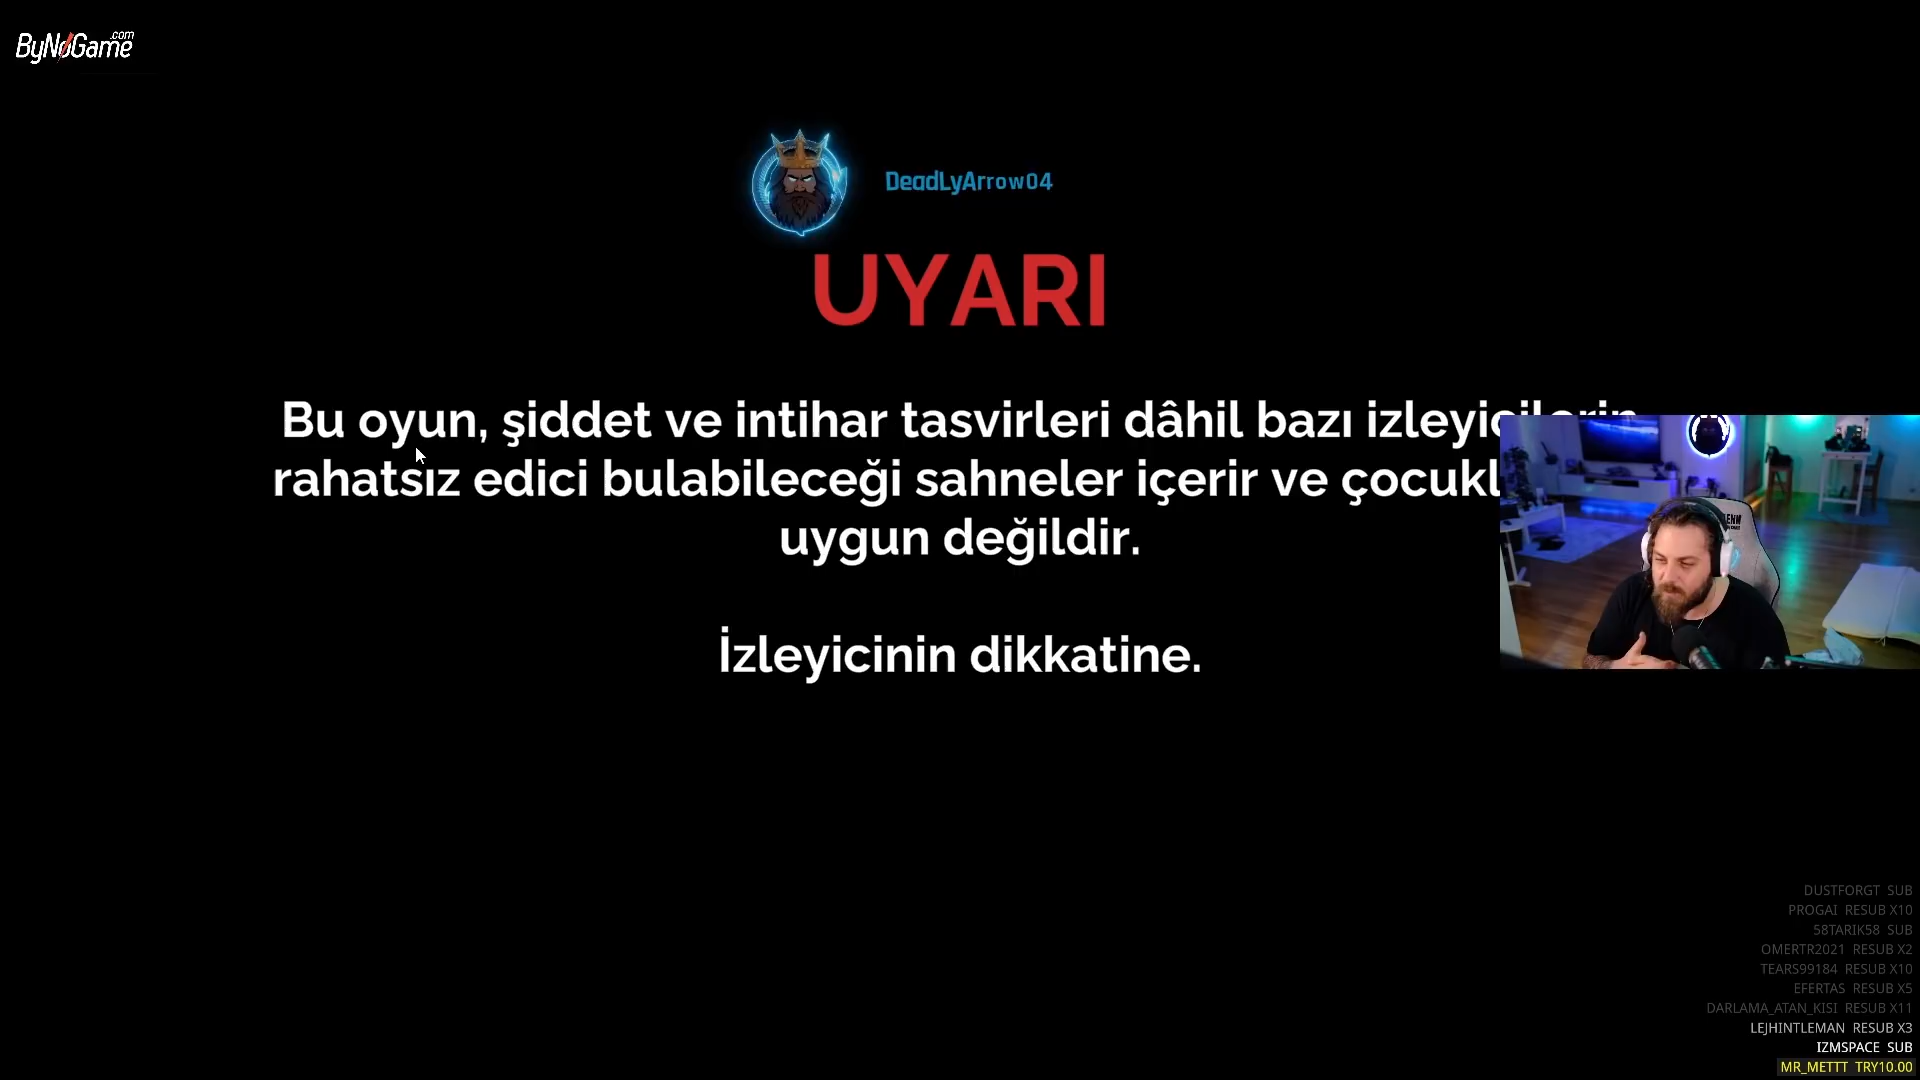 ByNoGame.com
DeadLyArrow04
UYARI
Bu oyun, şiddet ve intihar tasvirleri dâhil bazı
rahatsız edici bulabileceği sahneler içerir ve
uygun değildir.
İzleyicinin dikkatine.
DUSTFORGT SUB
PROGAI RESUB X10
58TARIK58 SUB
OMERTR2021 RESUB X2
TEARS99184 RESUB X10
EFERTAS RESUB X5
DARLAMA_ATAN_KISI RESUB X11
LEJHINTLEMAN RESUB X3
IZMSPACE SUB
MR_METTT TRY10.00